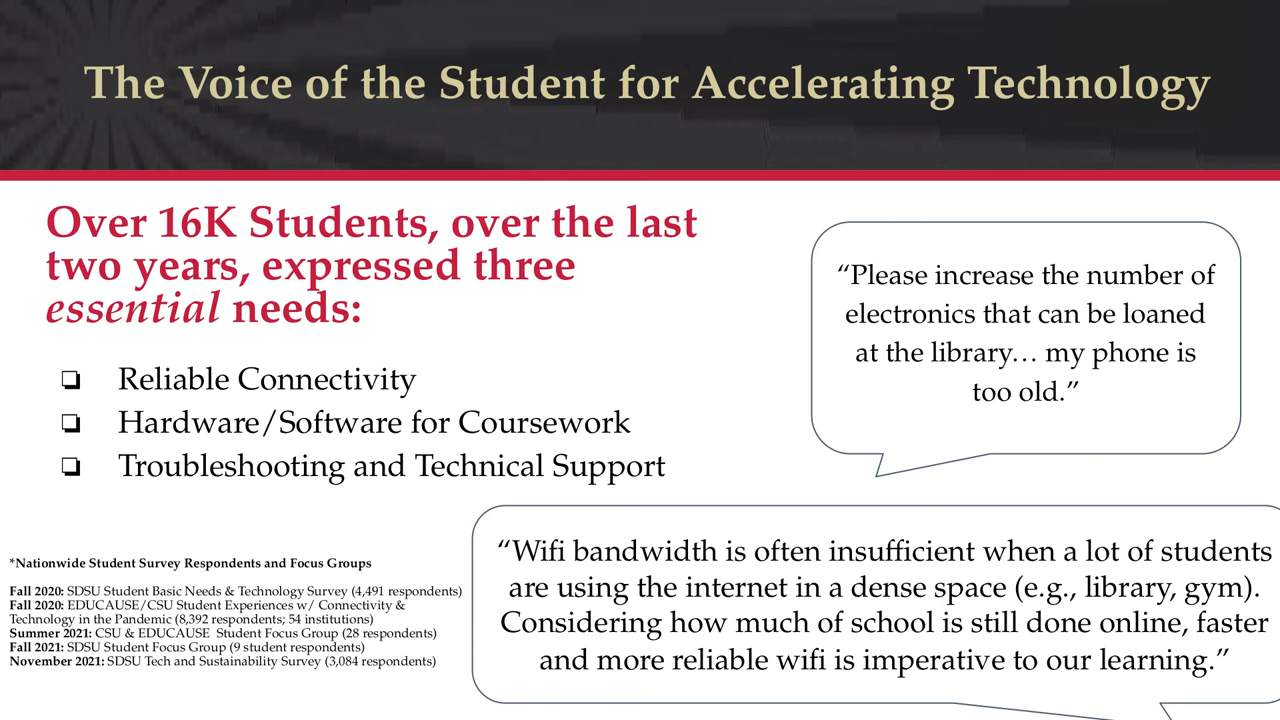 The Voice of the Student for Accelerating Technology
Over 16K Students, over the last
two years, expressed three
essential needs:
❏ Reliable Connectivity
❏ Hardware/Software for Coursework
❏ Troubleshooting and Technical Support
“Please increase the number of
electronics that can be loaned
at the library… my phone is
too old.”
“Wifi bandwidth is often insufficient when a lot of students
are using the internet in a dense space (e.g., library, gym).
Considering how much of school is still done online, faster
and more reliable wifi is imperative to our learning.”
*Nationwide Student Survey Respondents and Focus Groups
Fall 2020: SDSU Student Basic Needs & Technology Survey (4,491 respondents)
Fall 2020: EDUCAUSE/CSU Student Experiences w/ Connectivity &
Technology in the Pandemic (8,392 respondents; 54 institutions)
Summer 2021: CSU & EDUCAUSE Student Focus Group (28 respondents)
Fall 2021: SDSU Student Focus Group (9 student respondents)
November 2021: SDSU Tech and Sustainability Survey (3,084 respondents)